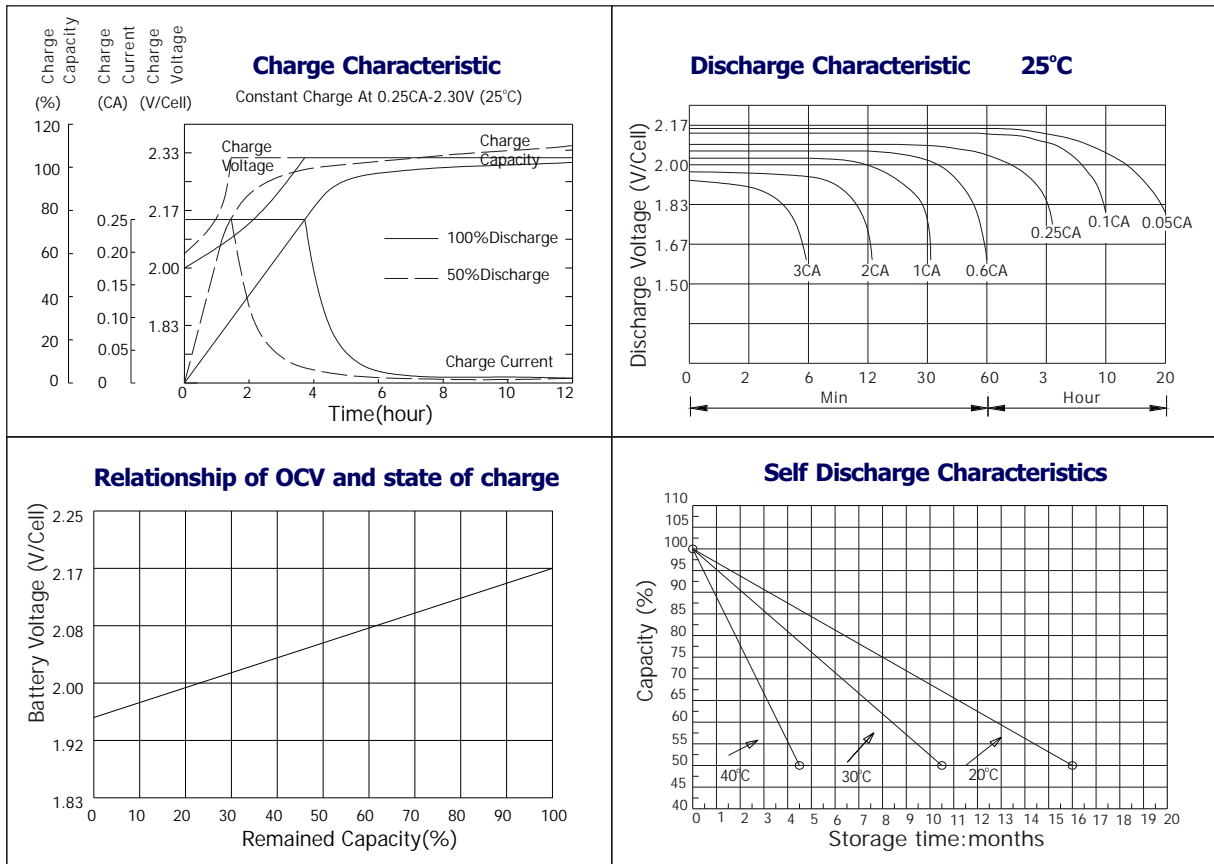 Charge Characteristic
Constant Charge At 0.25CA-2.30V (25°C)
Charge Capacity
Charge Current
Charge Voltage
(%) (CA) (V/Cell)
120
100
80
60
40
20
0
0.25
0.20
0.15
0.10
0.05
0
2.33
2.17
2.00
1.83
Charge Voltage
Charge Capacity
100%Discharge
50%Discharge
Charge Current
0 2 4 6 8 10 12
Time(hour)
Discharge Characteristic 25°C
Discharge Voltage (V/Cell)
2.17
2.00
1.83
1.67
1.50
3CA 2CA 1CA 0.6CA 0.25CA 0.1CA 0.05CA
0 2 6 12 30 60 3 10 20
Min Hour
Relationship of OCV and state of charge
Battery Voltage (V/Cell)
2.25
2.17
2.08
2.00
1.92
1.83
0 10 20 30 40 50 60 70 80 90 100
Remained Capacity(%)
Self Discharge Characteristics
Capacity (%)
110
105
100
95
90
85
80
75
70
65
60
55
50
45
40
40°C 30°C 20°C
0 1 2 3 4 5 6 7 8 9 10 11 12 13 14 15 16 17 18 19 20
Storage time:months